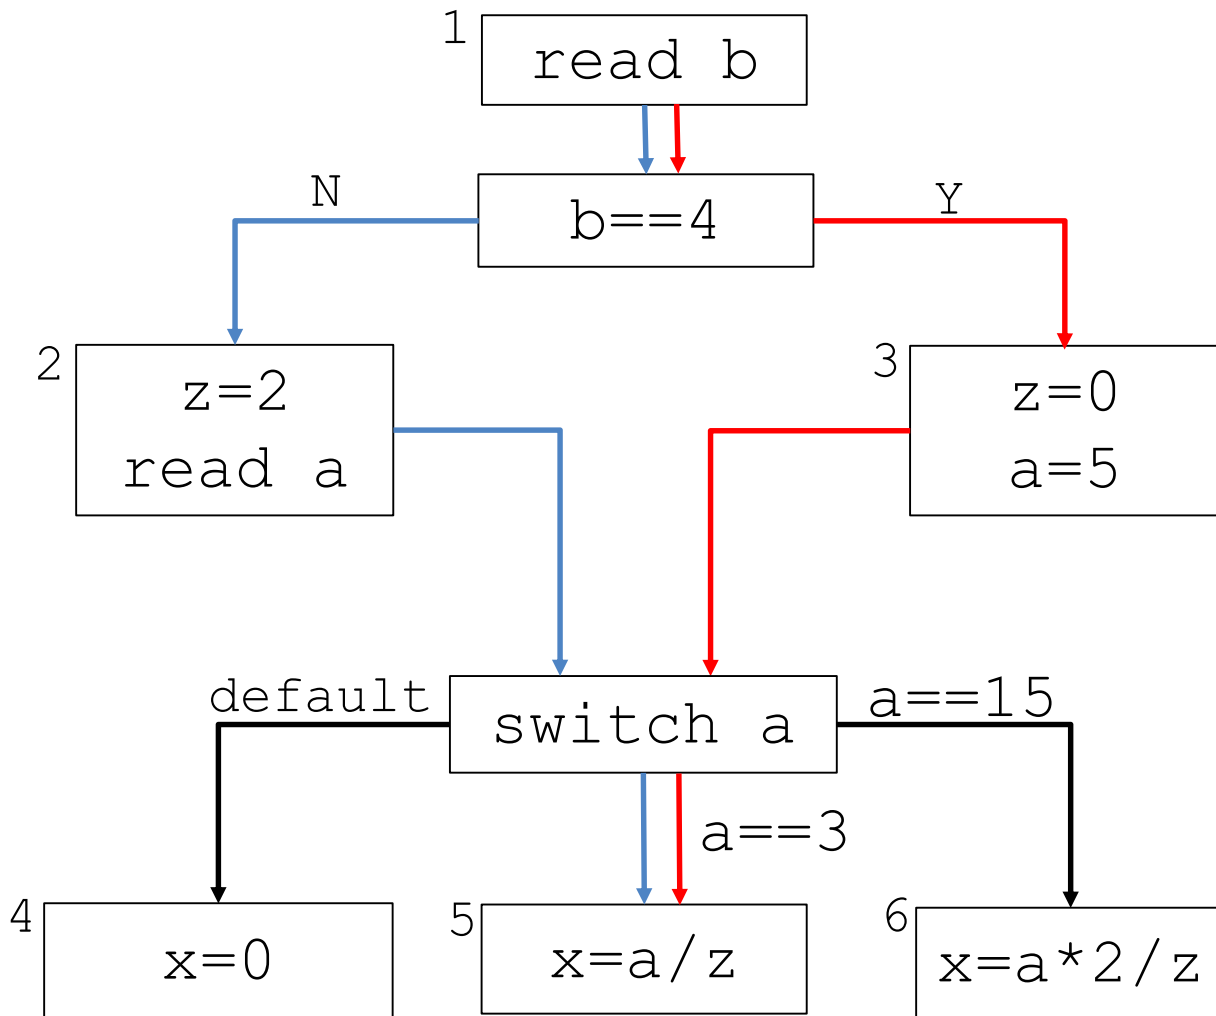 1
read b
N
Y
b==4
2
z=2
read a
3
z=0
a=5
default
switch a
a==15
a==3
4
x=0
5
x=a/z
6
x=a*2/z